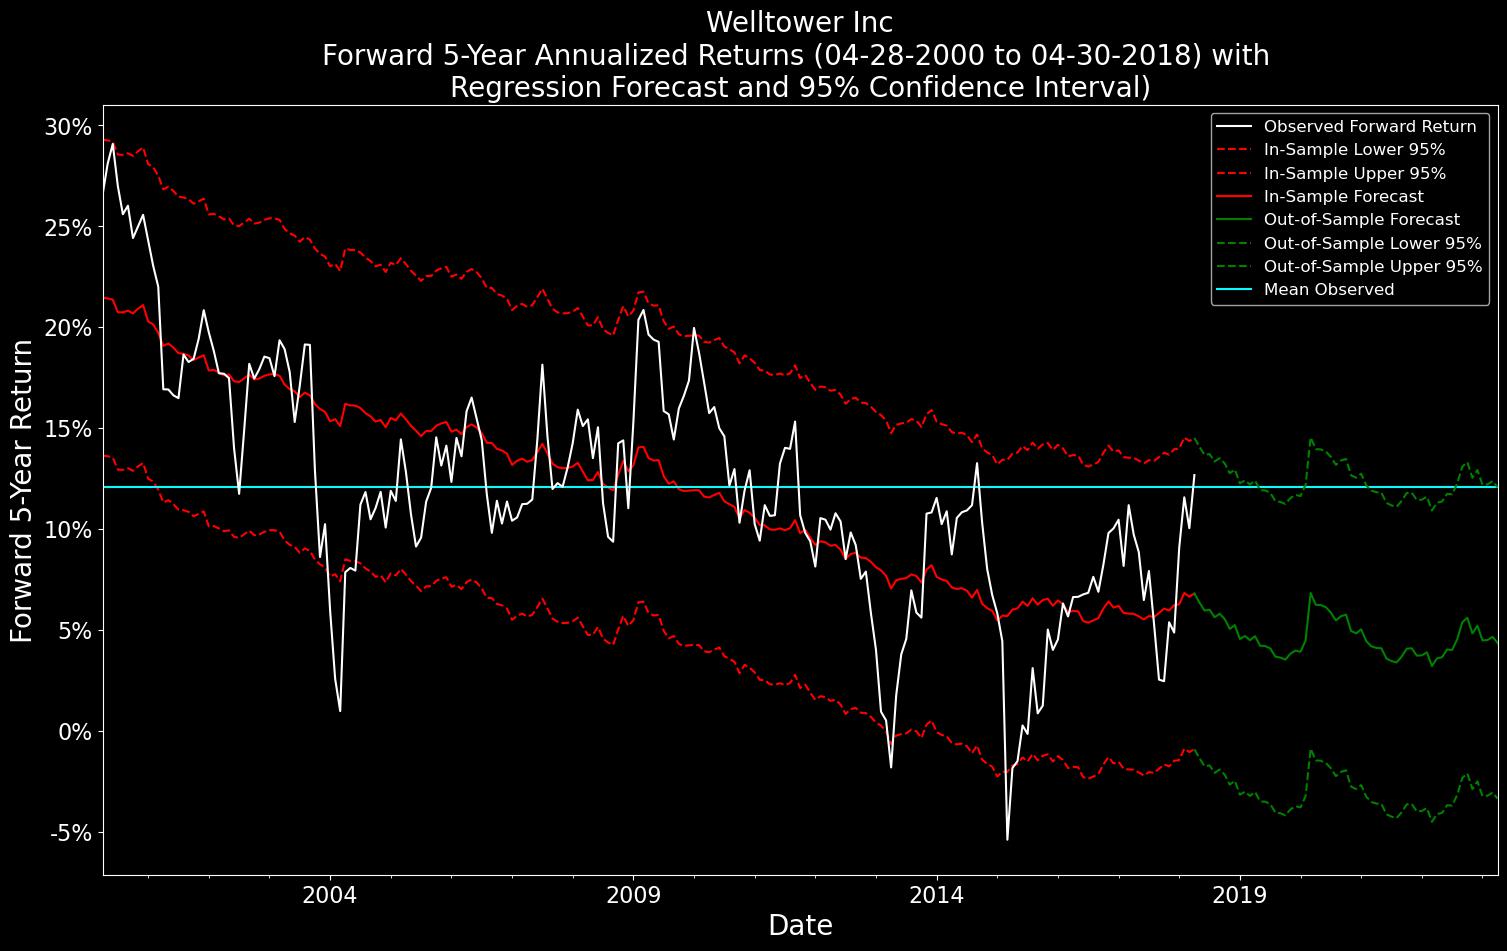 Welltower Inc
Forward 5-Year Annualized Returns (04-28-2000 to 04-30-2018) with
Regression Forecast and 95% Confidence Interval)
Observed Forward Return
In-Sample Lower 95%
In-Sample Upper 95%
In-Sample Forecast
Out-of-Sample Forecast
Out-of-Sample Lower 95%
Out-of-Sample Upper 95%
Mean Observed
Forward 5-Year Return
30%
25%
20%
15%
10%
5%
0%
-5%
2004 2009 2014 2019
Date